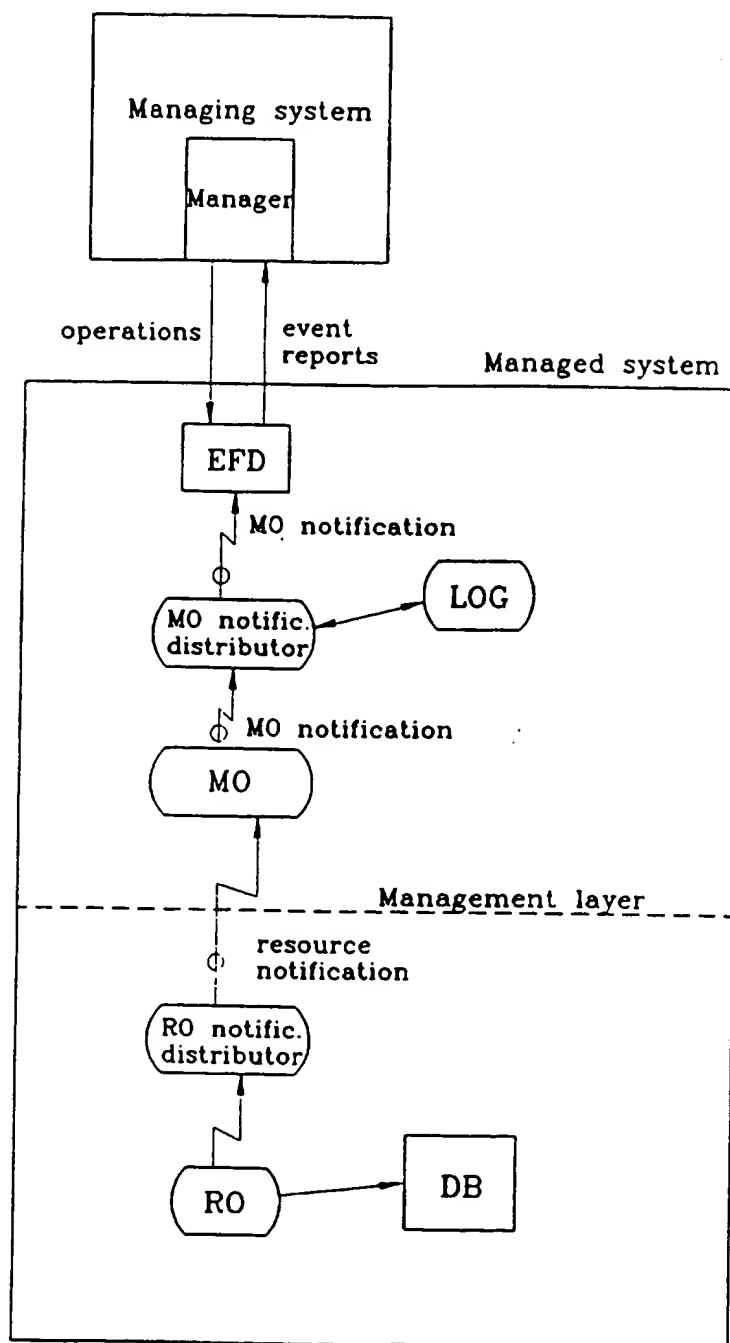 Managing system
Manager
operations
event
reports
Managed system
EFD
MO notification
LOG
MO notific.
distributor
MO notification
MO
Management layer
resource
notification
RO notific.
distributor
RO
DB